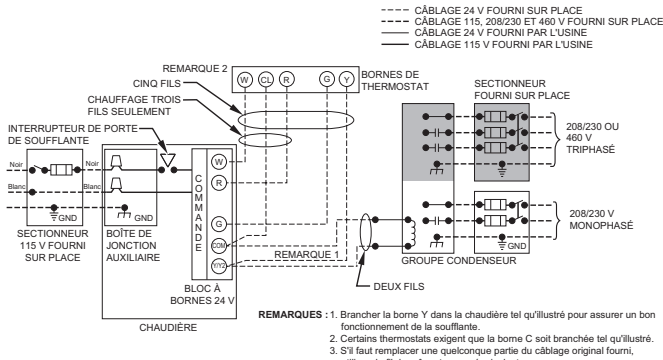 CÂBLAGE 24 V FOURNI SUR PLACE
CÂBLAGE 115, 208/230 ET 460 V FOURNIS SUR PLACE
CÂBLAGE 24 V FOURNI PAR L'USINE
CÂBLAGE 115 V FOURNI PAR L'USINE
REMARQUE 2
CINQ FILS
CHAUFFAGE TROIS
FILS SEULEMENT
W CL R G Y
BORNES DE
THERMOSTAT
INTERRUPTEUR DE PORTE
DE SOUFFLANTE
SECTIONNEUR
FOURNI SUR PLACE
208/230 OU
460 V
TRIPHASÉ
Noir
Noir
Blanc
Blanc
GND
GND
SECTIONNEUR
115 V FOURNI
SUR PLACE
BOÎTE DE
JONCTION
AUXILIAIRE
COMMANDE
W
R
G
COM
Y/Y2
REMARQUE 1
BLOC À
BORNES 24 V
CHAUDIÈRE
DEUX FILS
GND
208/230 V
MONOPHASÉ
GROUPE CONDENSEUR
REMARQUES : 1. Brancher la borne Y dans la chaudière tel qu'illustré pour assurer un bon
fonctionnement de la soufflante.
2. Certains thermostats exigent que la borne C soit branchée tel qu'illustré.
3. S'il faut remplacer une quelconque partie du câblage original fourni,